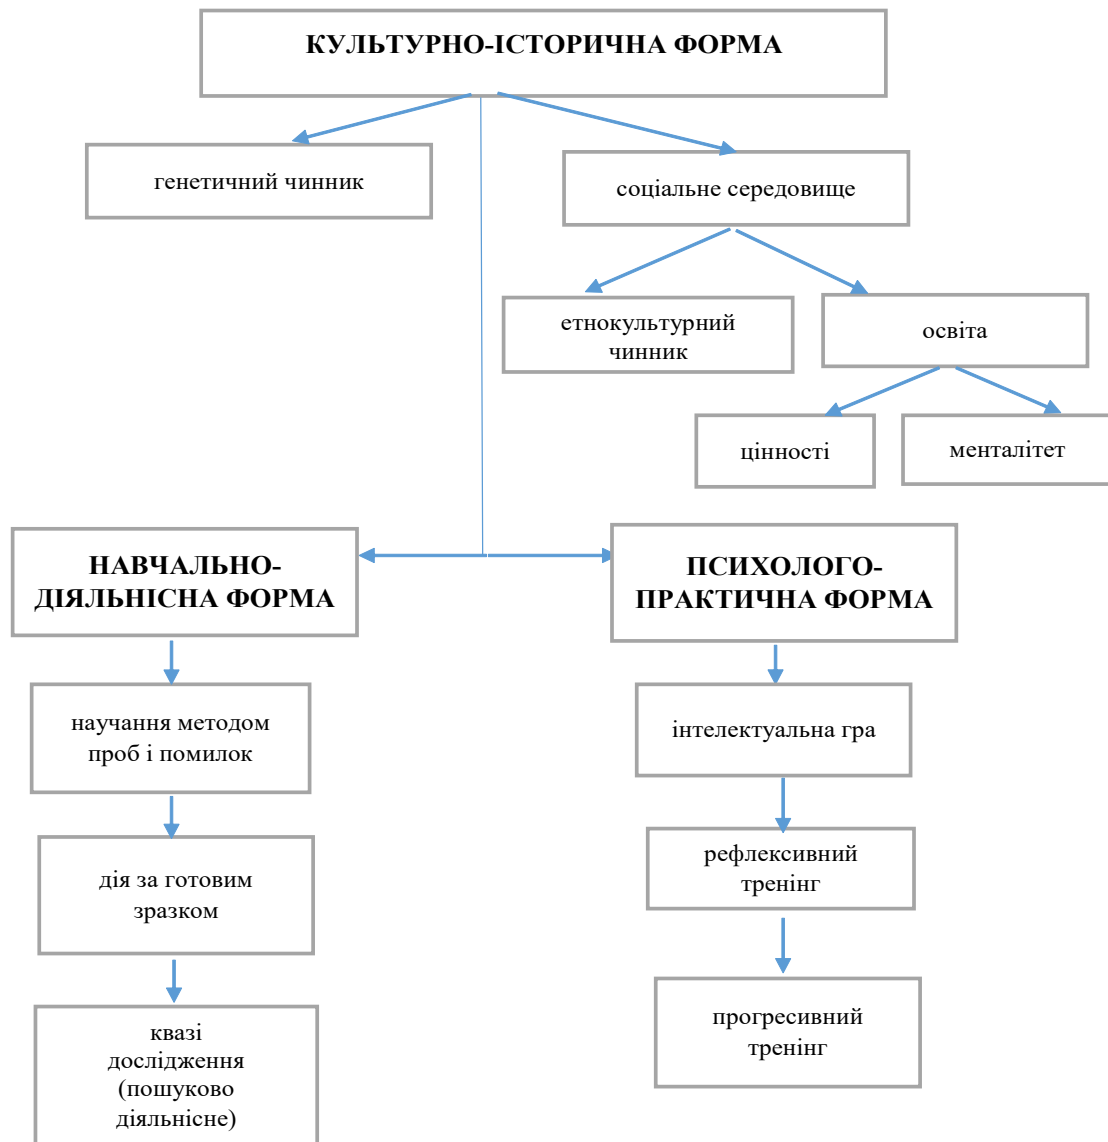 КУЛЬТУРНО-ІСТОРИЧНА ФОРМА
генетичний чинник
соціальне середовище
етнокультурний
чинник
освіта
цінності
менталітет
НАВЧАЛЬНО-
ДІЯЛЬНІСНА ФОРМА
ПСИХОЛОГО-
ПРАКТИЧНА ФОРМА
научання методом
проб і помилок
інтелектуальна гра
дія за готовим
зразком
рефлексивний
тренінг
квазі
дослідження
(пошуково
діяльнісне)
прогресивний
тренінг